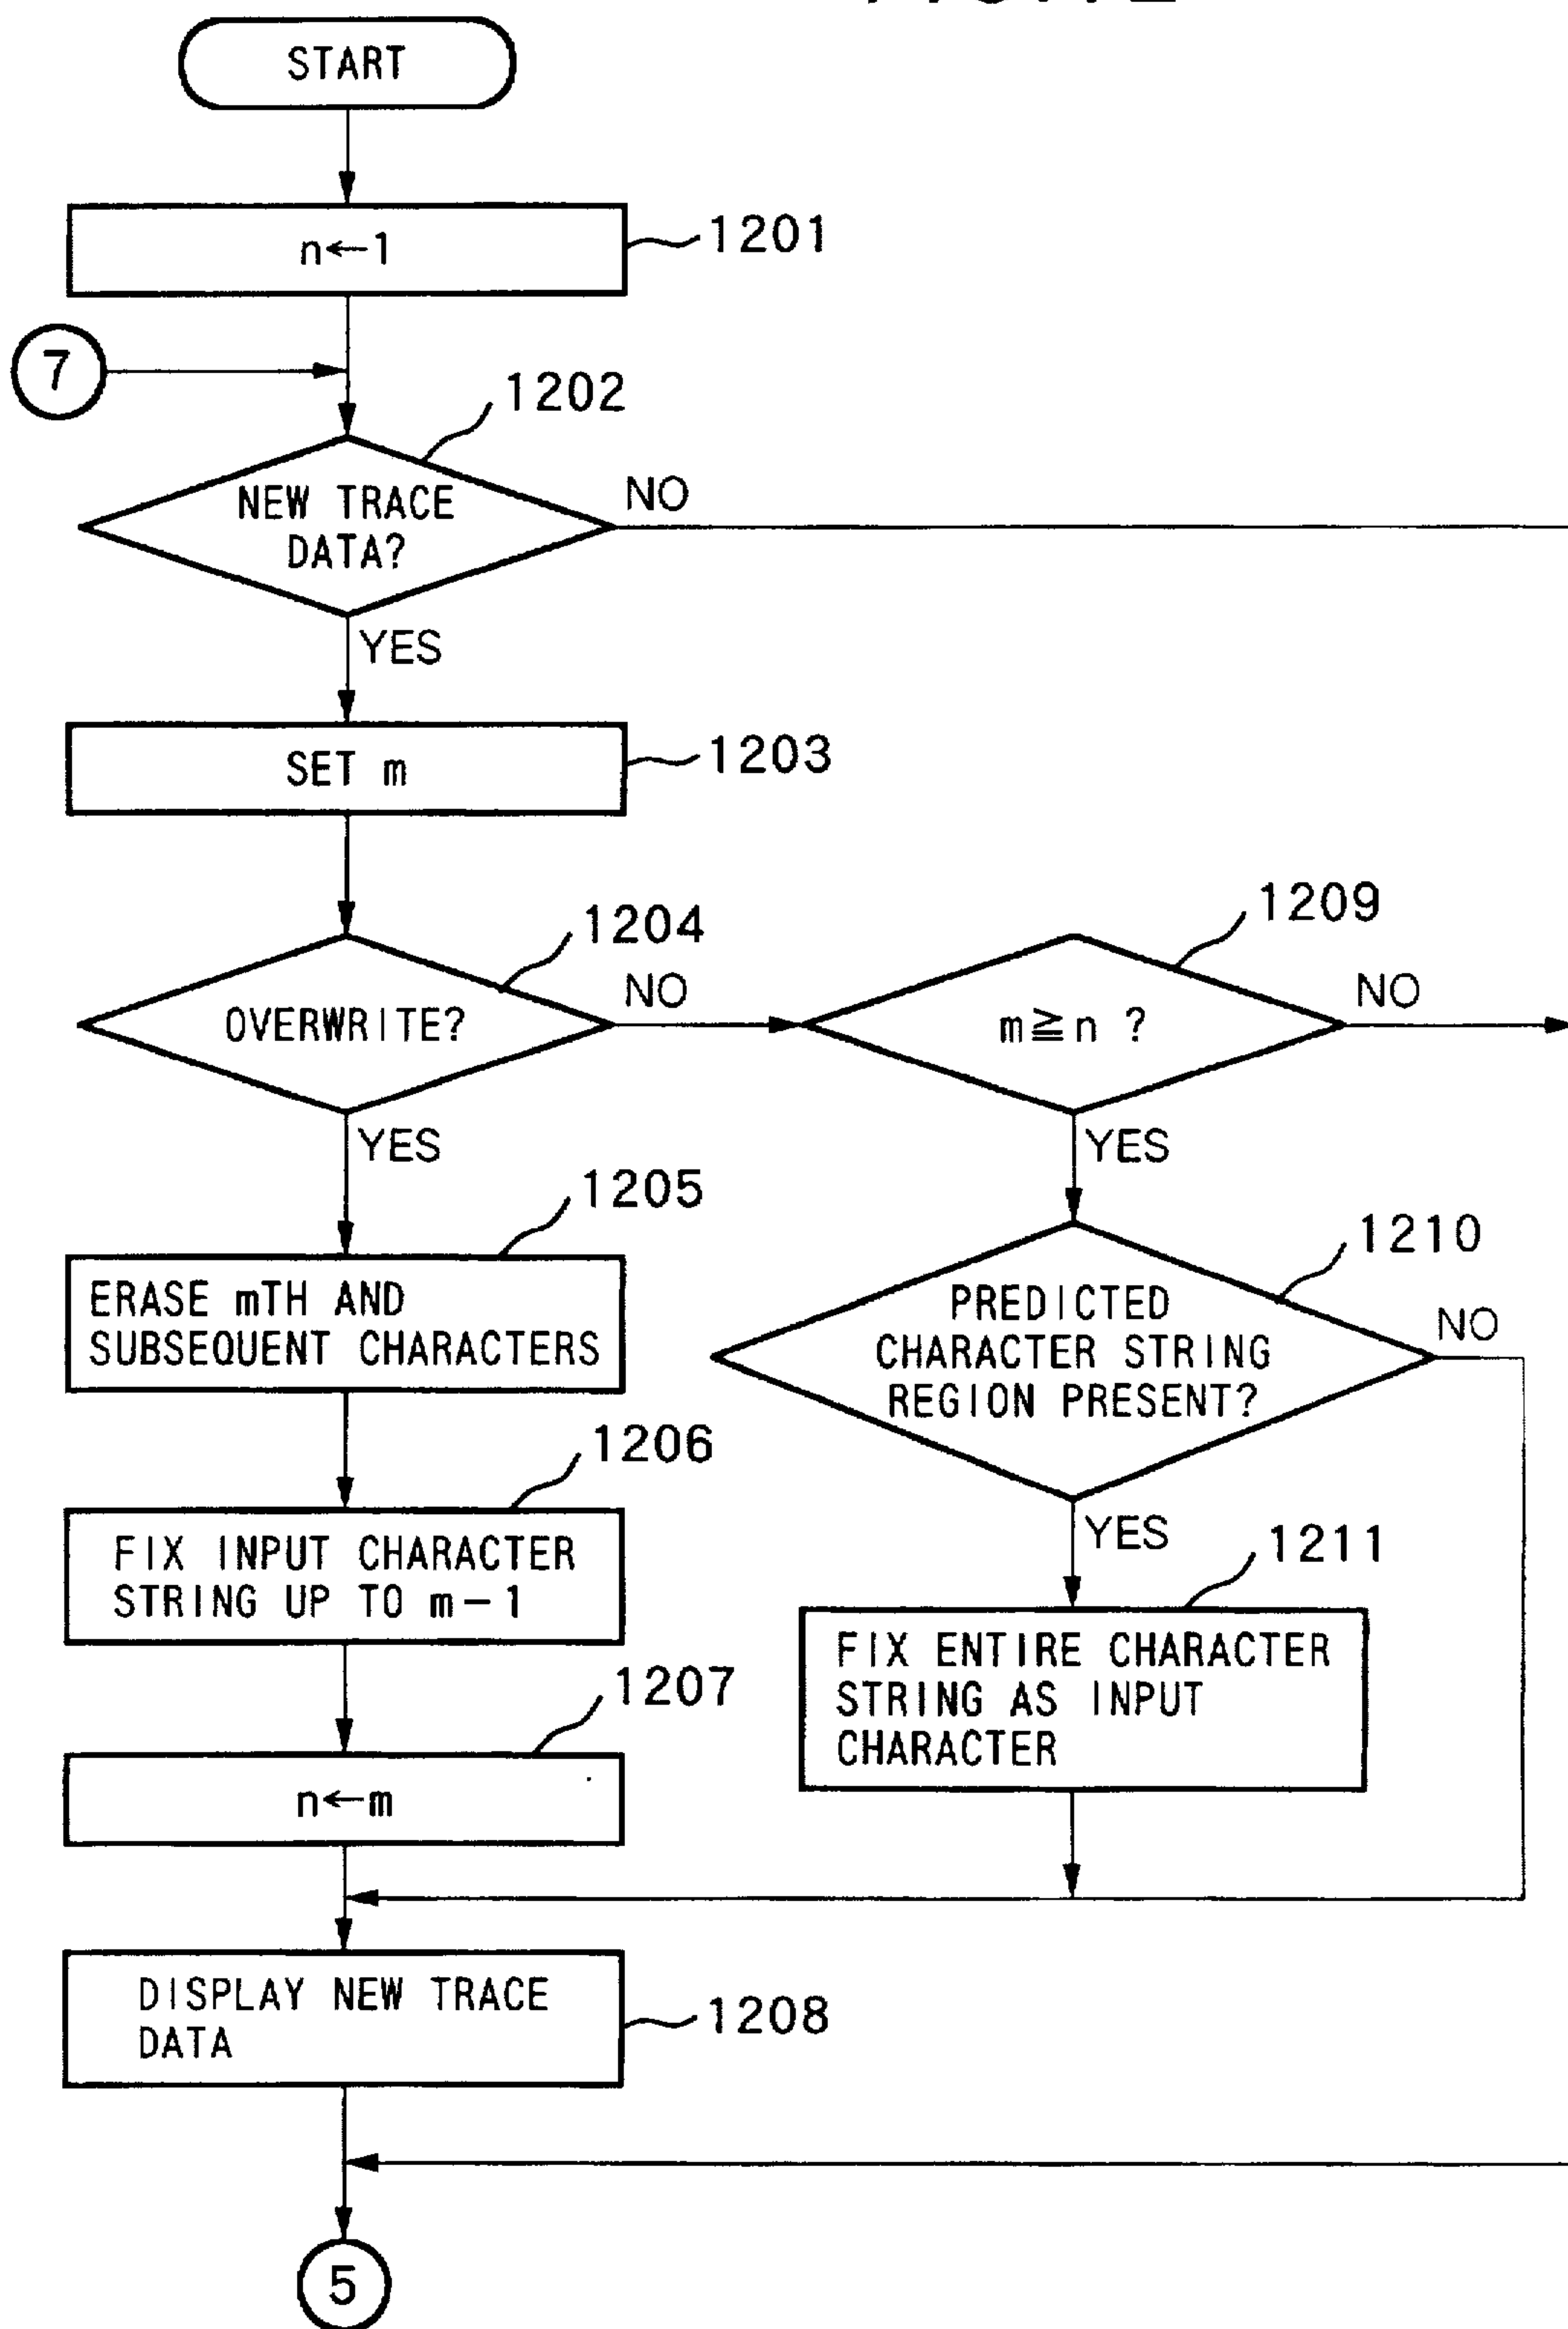 START
n←1
1201
7
1202
NEW TRACE
DATA?
NO
YES
SET m
1203
1204
OVERWRITE?
NO
YES
1209
m≧n ?
NO
YES
1205
ERASE mTH AND
SUBSEQUENT CHARACTERS
1210
PREDICTED
CHARACTER STRING
REGION PRESENT?
NO
YES
1206
FIX INPUT CHARACTER
STRING UP TO m-1
1211
FIX ENTIRE CHARACTER
STRING AS INPUT
CHARACTER
1207
n←m
DISPLAY NEW TRACE
DATA
1208
5